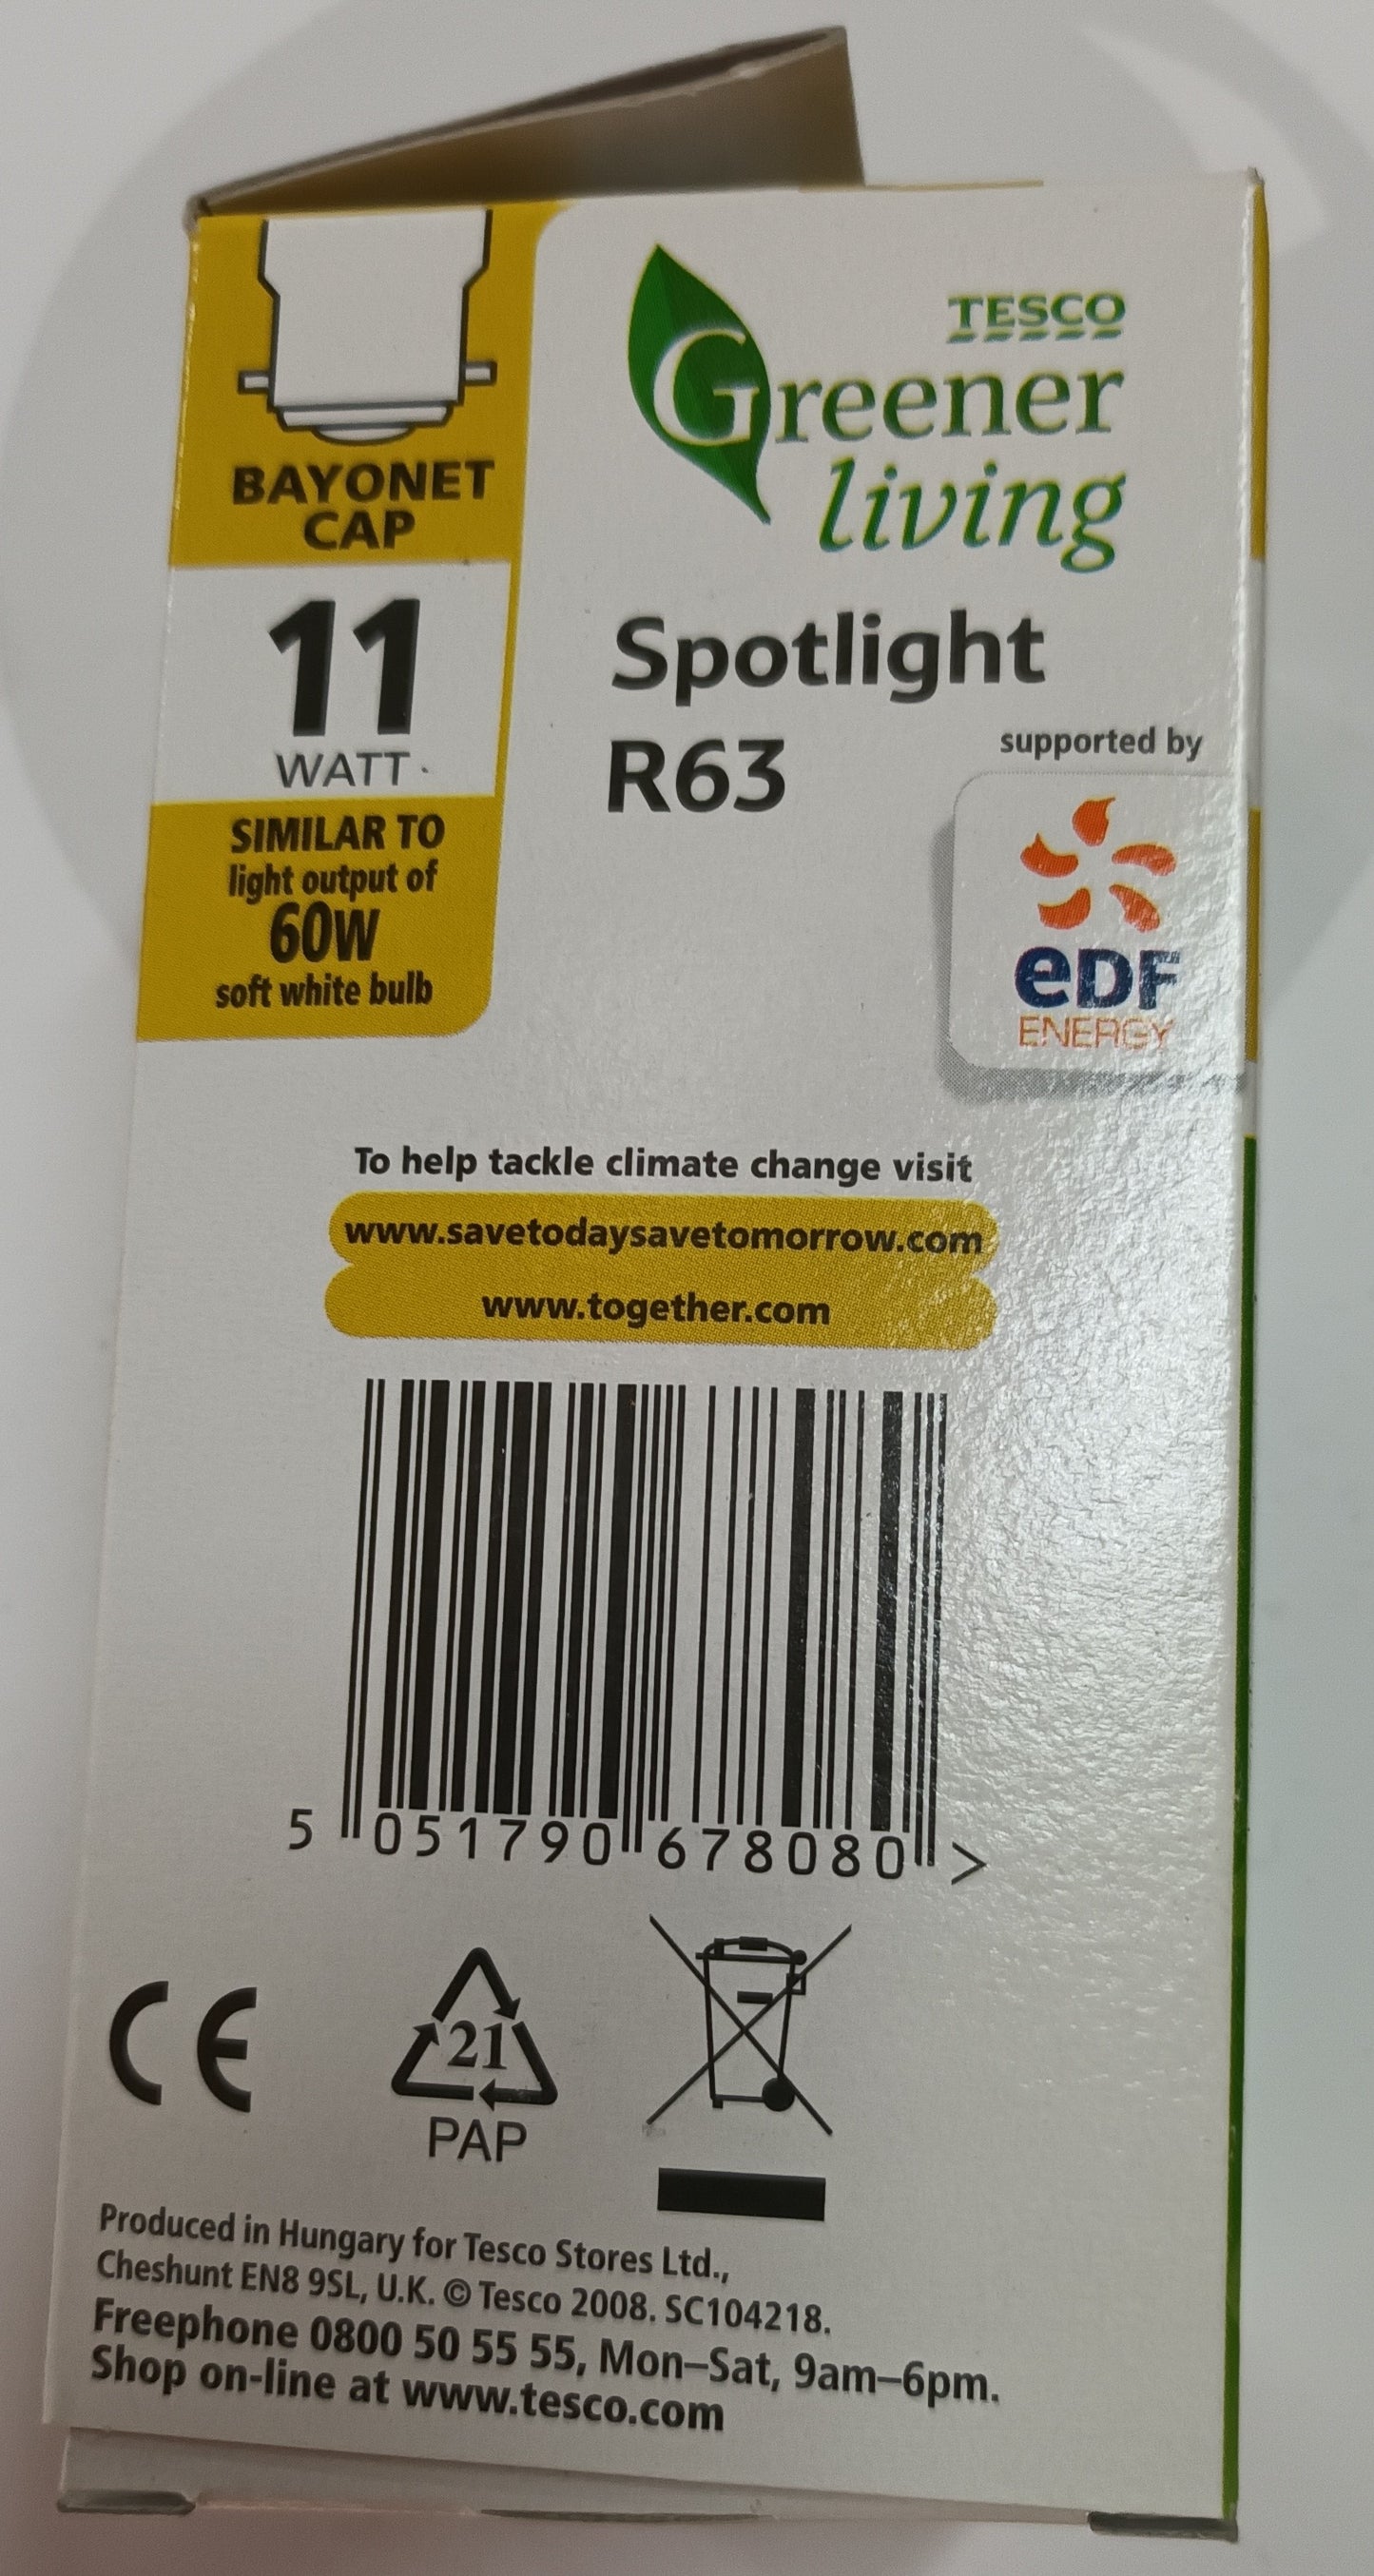 BAYONET
CAP
11
WATT
SIMILAR TO
light output of
60W
soft white bulb
TESCO
Greener
living
Spotlight
R63
supported by
eDF
ENERGY
To help tackle climate change visit
www.savetodaysavetomorrow.com
www.together.com
5 051790 678080 >
CE
21
PAP
Produced in Hungary for Tesco Stores Ltd.,
Cheshunt EN8 9SL, U.K. © Tesco 2008. SC104218.
Freephone 0800 50 55 55, Mon–Sat, 9am–6pm.
Shop on-line at www.tesco.com